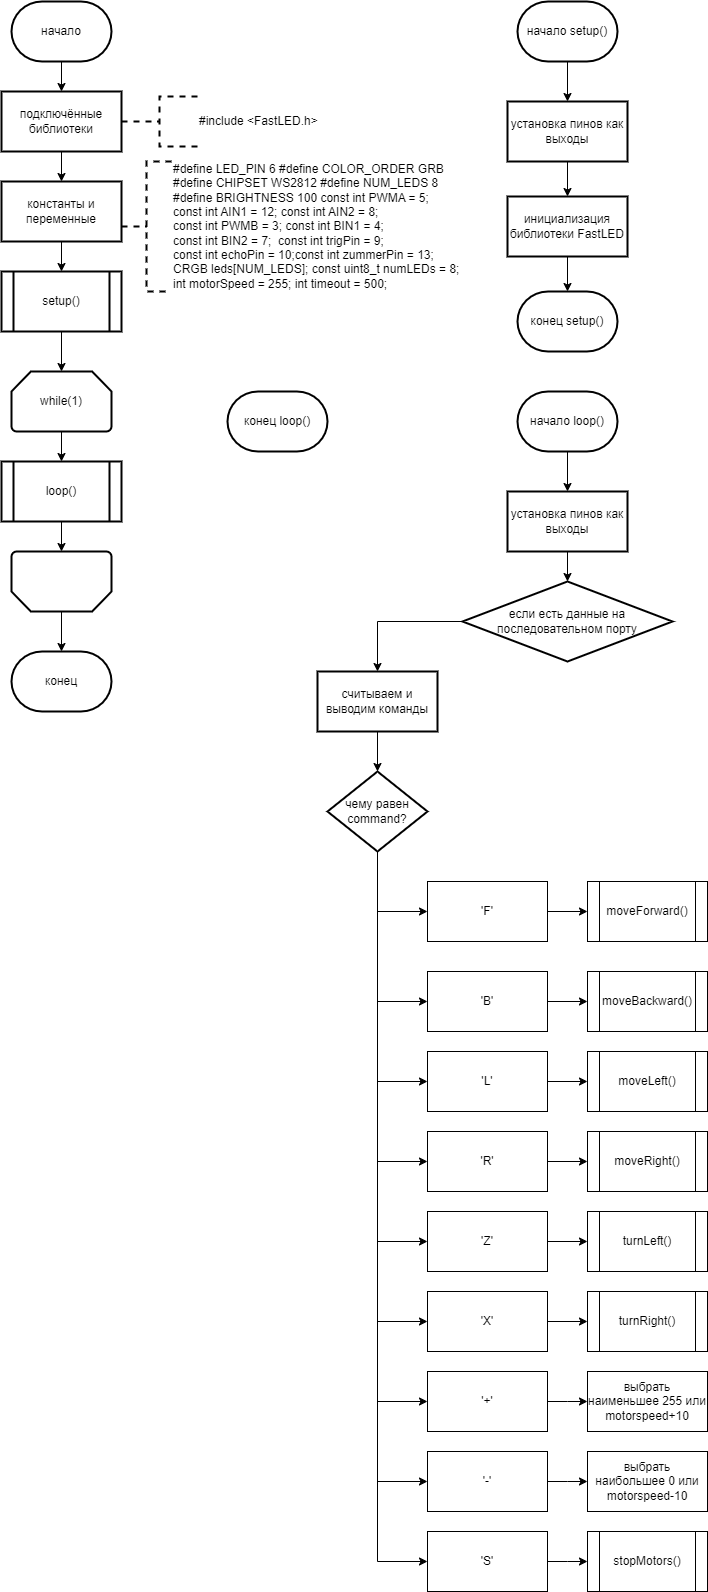 начало
подключённые
библиотеки
#include <FastLED.h>
константы и
переменные
#define LED_PIN 6 #define COLOR_ORDER GRB
#define CHIPSET WS2812 #define NUM_LEDS 8
#define BRIGHTNESS 100 const int PWMA = 5;
const int AIN1 = 12; const int AIN2 = 8;
const int PWMB = 3; const int BIN1 = 4;
const int BIN2 = 7;  const int trigPin = 9;
const int echoPin = 10;const int zummerPin = 13;
CRGB leds[NUM_LEDS]; const uint8_t numLEDs = 8;
int motorSpeed = 255; int timeout = 500;
setup()
while(1)
loop()
конец
начало setup()
установка пинов как
выходы
инициализация
библиотеки FastLED
конец setup()
конец loop()
начало loop()
установка пинов как
выходы
если есть данные на
последовательном порту
считываем и
выводим команды
чему равен
command?
'F'
moveForward()
'B'
moveBackward()
'L'
moveLeft()
'R'
moveRight()
'Z'
turnLeft()
'X'
turnRight()
'+'
выбрать
наименьшее 255 или
motorspeed+10
'-'
выбрать
наибольшее 0 или
motorspeed-10
'S'
stopMotors()